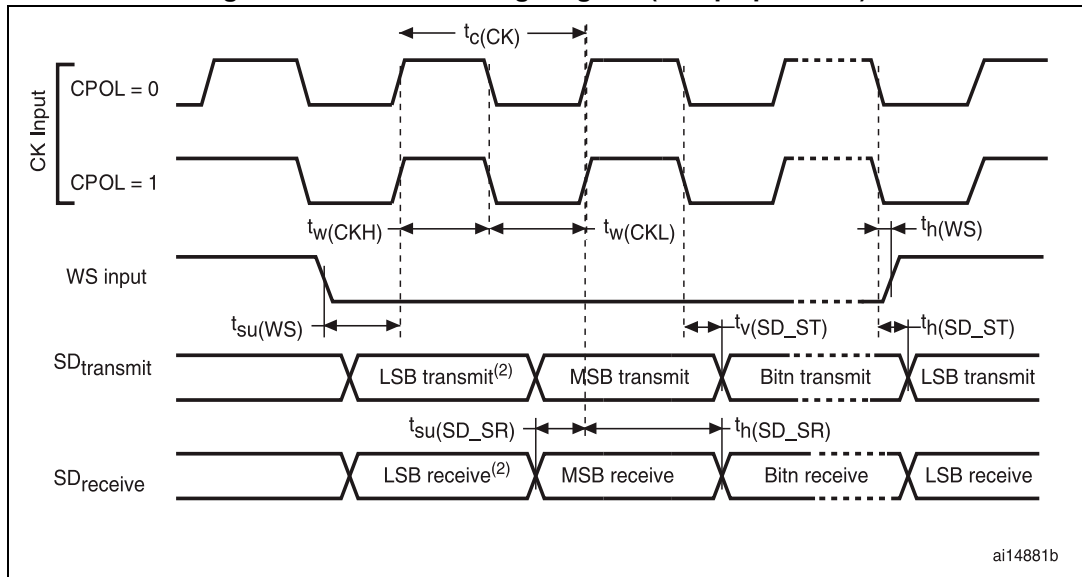 tc(CK)
CK Input
CPOL = 0
CPOL = 1
tw(CKH)
tw(CKL)
th(WS)
WS input
tsu(WS)
tv(SD_ST)
th(SD_ST)
SDtransmit
LSB transmit(2)
MSB transmit
Bitn transmit
LSB transmit
tsu(SD_SR)
th(SD_SR)
SDreceive
LSB receive(2)
MSB receive
Bitn receive
LSB receive
ai14881b